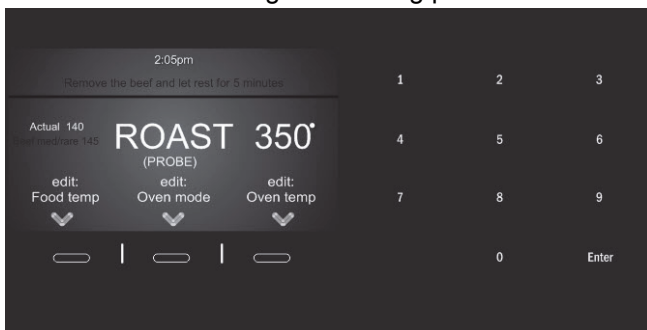 2:05pm
Remove the beef and let rest for 5 minutes
Actual 140
Beef med/rare 145
ROAST 350°
(PROBE)
edit: edit: edit:
Food temp Oven mode Oven temp
1 2 3
4 5 6
7 8 9
0 Enter